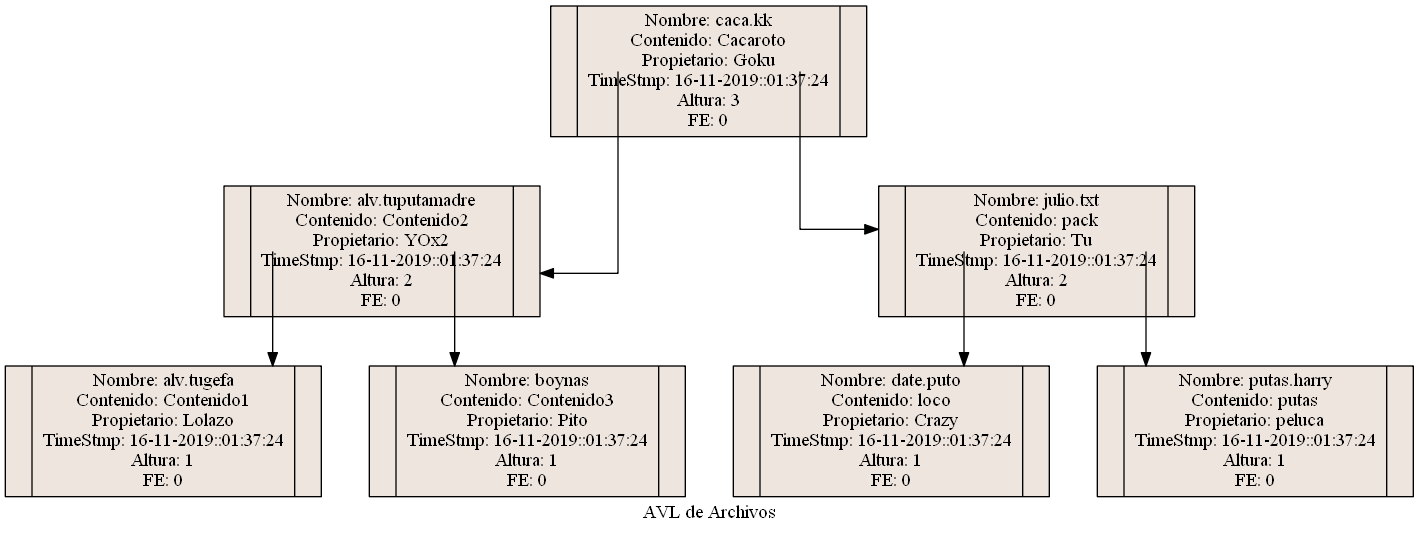 Nombre: caca.kk
Contenido: Cacaroto
Propietario: Goku
TimeStmp: 16-11-2019::01:37:24
Altura: 3
FE: 0
Nombre: alv.tuputamadre
Contenido: Contenido2
Propietario: YOx2
TimeStmp: 16-11-2019::01:37:24
Altura: 2
FE: 0
Nombre: julio.txt
Contenido: pack
Propietario: Tu
TimeStmp: 16-11-2019::01:37:24
Altura: 2
FE: 0
Nombre: alv.tugefa
Contenido: Contenido1
Propietario: Lolazo
TimeStmp: 16-11-2019::01:37:24
Altura: 1
FE: 0
Nombre: boynas
Contenido: Contenido3
Propietario: Pito
TimeStmp: 16-11-2019::01:37:24
Altura: 1
FE: 0
Nombre: date.puto
Contenido: loco
Propietario: Crazy
TimeStmp: 16-11-2019::01:37:24
Altura: 1
FE: 0
Nombre: putas.harry
Contenido: putas
Propietario: peluca
TimeStmp: 16-11-2019::01:37:24
Altura: 1
FE: 0
AVL de Archivos